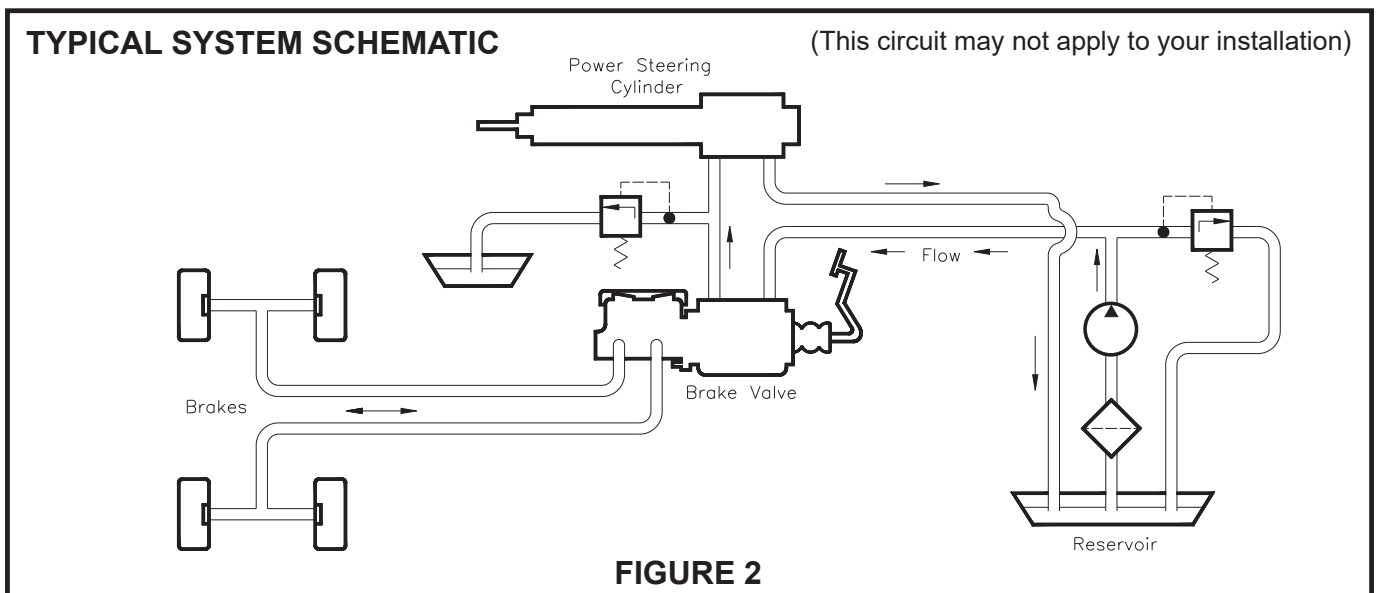 TYPICAL SYSTEM SCHEMATIC
(This circuit may not apply to your installation)
Power Steering
Cylinder
Flow
Brake Valve
Brakes
Reservoir
FIGURE 2